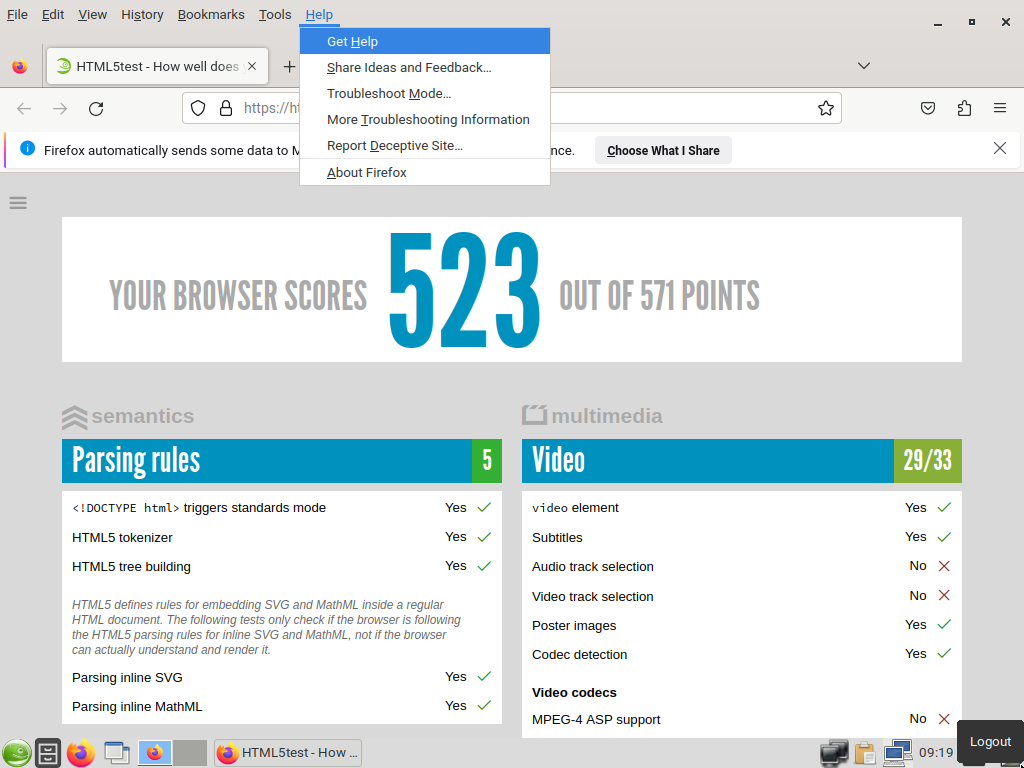 File Edit View History Bookmarks Tools Help
Get Help
Share Ideas and Feedback…
Troubleshoot Mode…
More Troubleshooting Information
Report Deceptive Site…
About Firefox
HTML5test - How well does
Firefox automatically sends some data to
nce.
Choose What I Share
YOUR BROWSER SCORES 523 OUT OF 571 POINTS
semantics
Parsing rules 5
<!DOCTYPE html> triggers standards mode Yes
HTML5 tokenizer Yes
HTML5 tree building Yes
HTML5 defines rules for embedding SVG and MathML inside a regular
HTML document. The following tests only check if the browser is following
the HTML5 parsing rules for inline SVG and MathML, not if the browser
can actually understand and render it.
Parsing inline SVG Yes
Parsing inline MathML Yes
multimedia
Video 29/33
video element Yes
Subtitles Yes
Audio track selection No
Video track selection No
Poster images Yes
Codec detection Yes
Video codecs
MPEG-4 ASP support No
HTML5test - How ...
09:19
Logout